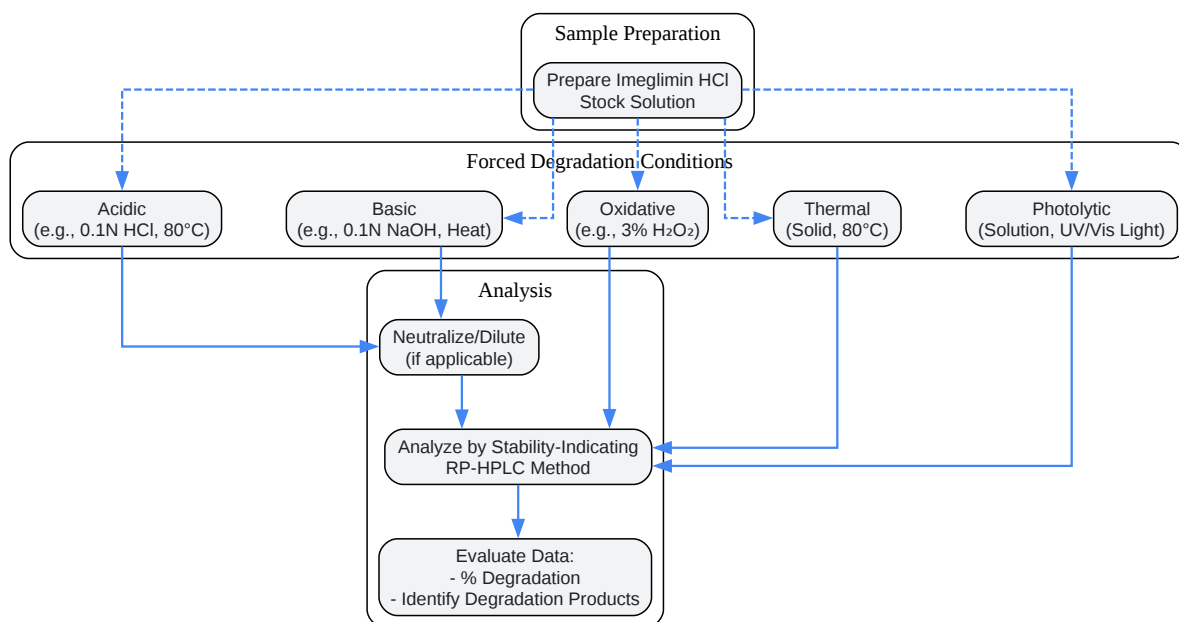 Sample Preparation
Prepare Imeglimin HCl
Stock Solution
Forced Degradation Conditions
Acidic
(e.g., 0.1N HCl, 80°C)
Basic
(e.g., 0.1N NaOH, Heat)
Oxidative
(e.g., 3% H₂O₂)
Thermal
(Solid, 80°C)
Photolytic
(Solution, UV/Vis Light)
Analysis
Neutralize/Dilute
(if applicable)
Analyze by Stability-Indicating
RP-HPLC Method
Evaluate Data:
- % Degradation
- Identify Degradation Products